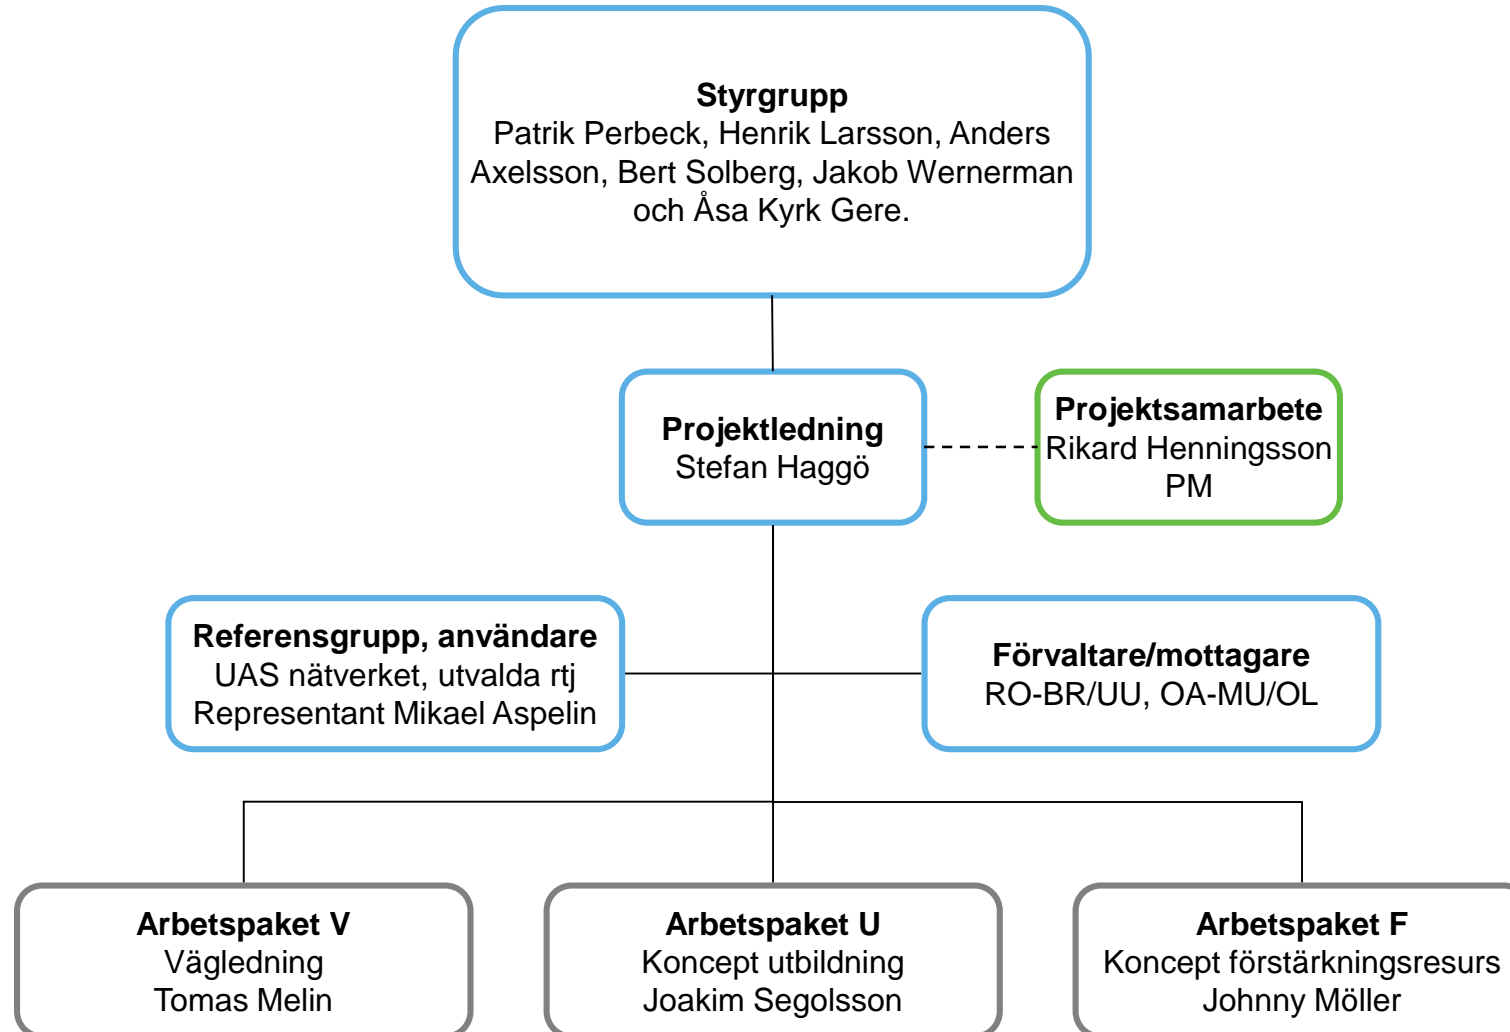 Styrgrupp
Patrik Perbeck, Henrik Larsson, Anders
Axelsson, Bert Solberg, Jakob Wernerman
och Åsa Kyrk Gere.
Projektledning
Stefan Haggö
Projektsamarbete
Rikard Henningsson
PM
Referensgrupp, användare
UAS nätverket, utvalda rtj
Representant Mikael Aspelin
Förvaltare/mottagare
RO-BR/UU, OA-MU/OL
Arbetspaket V
Vägledning
Tomas Melin
Arbetspaket U
Koncept utbildning
Joakim Segolsson
Arbetspaket F
Koncept förstärkningsresurs
Johnny Möller